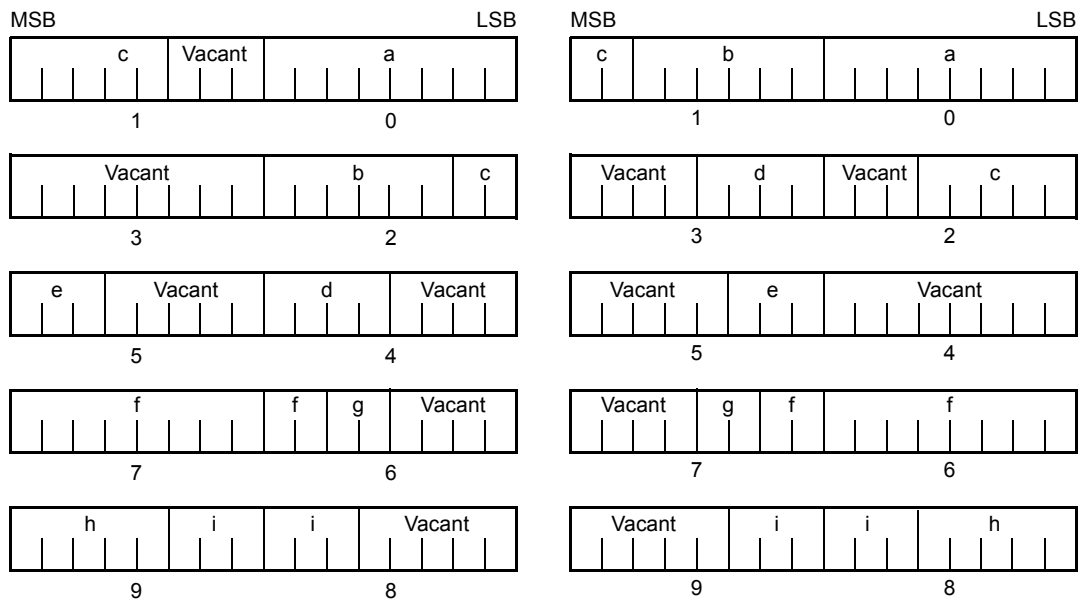 MSB LSB MSB LSB
c Vacant a c b a
1 0 1 0
Vacant b c Vacant d Vacant c
3 2 3 2
e Vacant d Vacant Vacant e Vacant
5 4 5 4
f f g Vacant Vacant g f f
7 6 7 6
h i i Vacant Vacant i i h
9 8 9 8